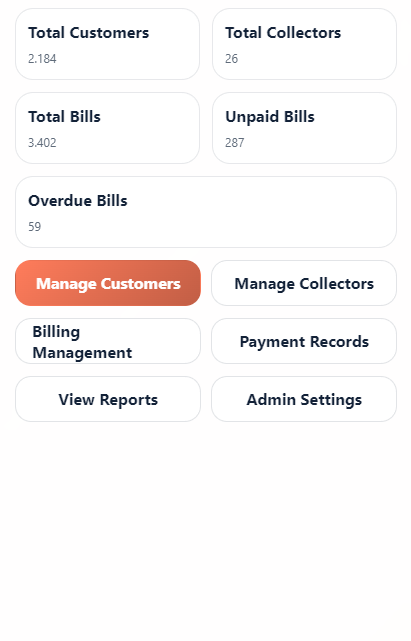 Total Customers
2.184
Total Collectors
26
Total Bills
3.402
Unpaid Bills
287
Overdue Bills
59
Manage Customers
Manage Collectors
Billing
Management
Payment Records
View Reports
Admin Settings